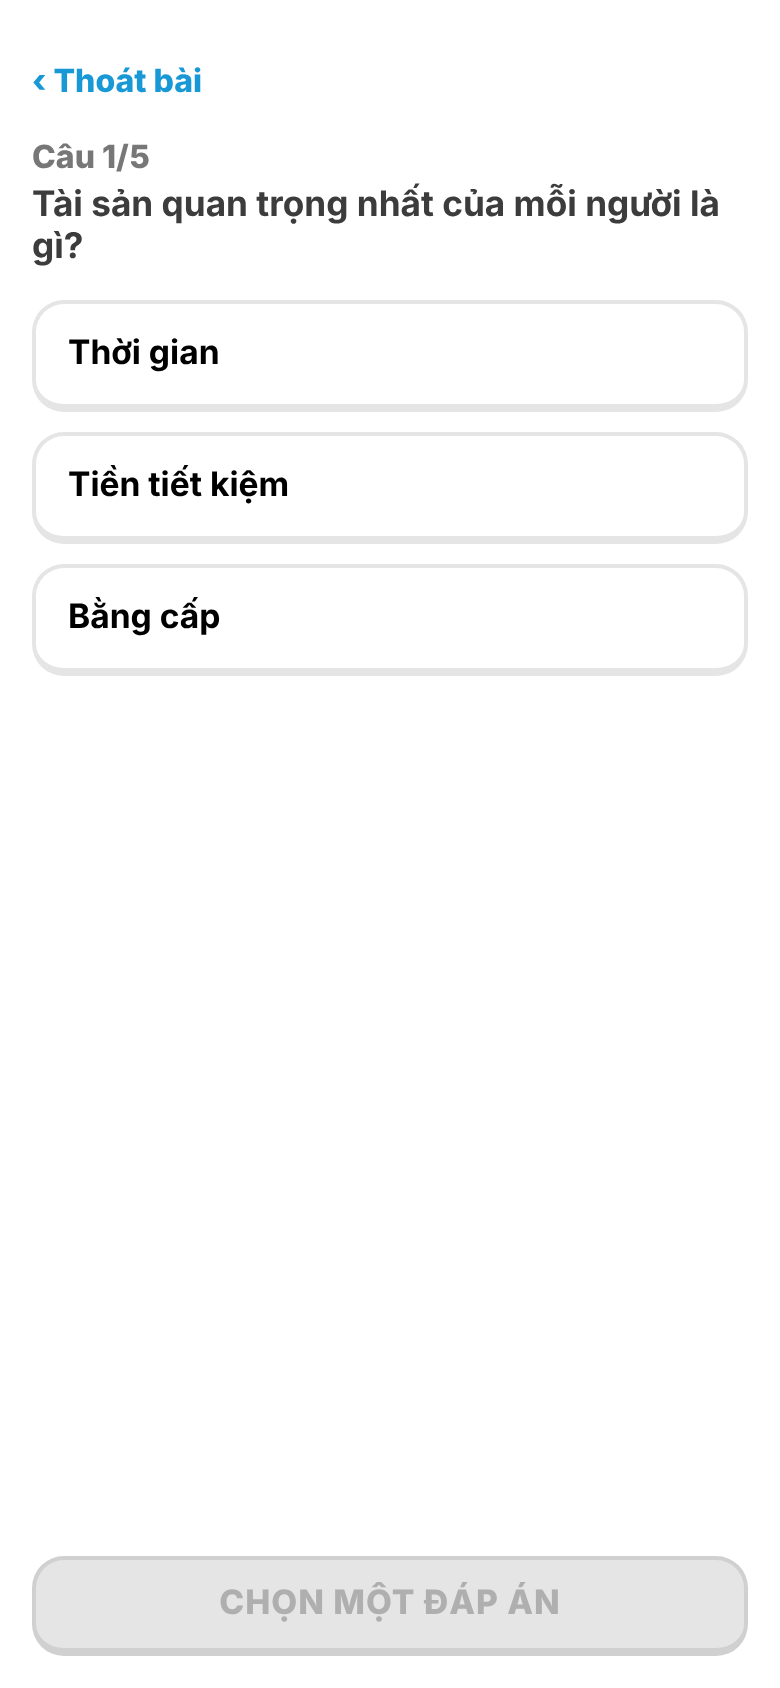 ‹ Thoát bài
Câu 1/5
Tài sản quan trọng nhất của mỗi người là
gì?
Thời gian
Tiền tiết kiệm
Bằng cấp
CHỌN MỘT ĐÁP ÁN